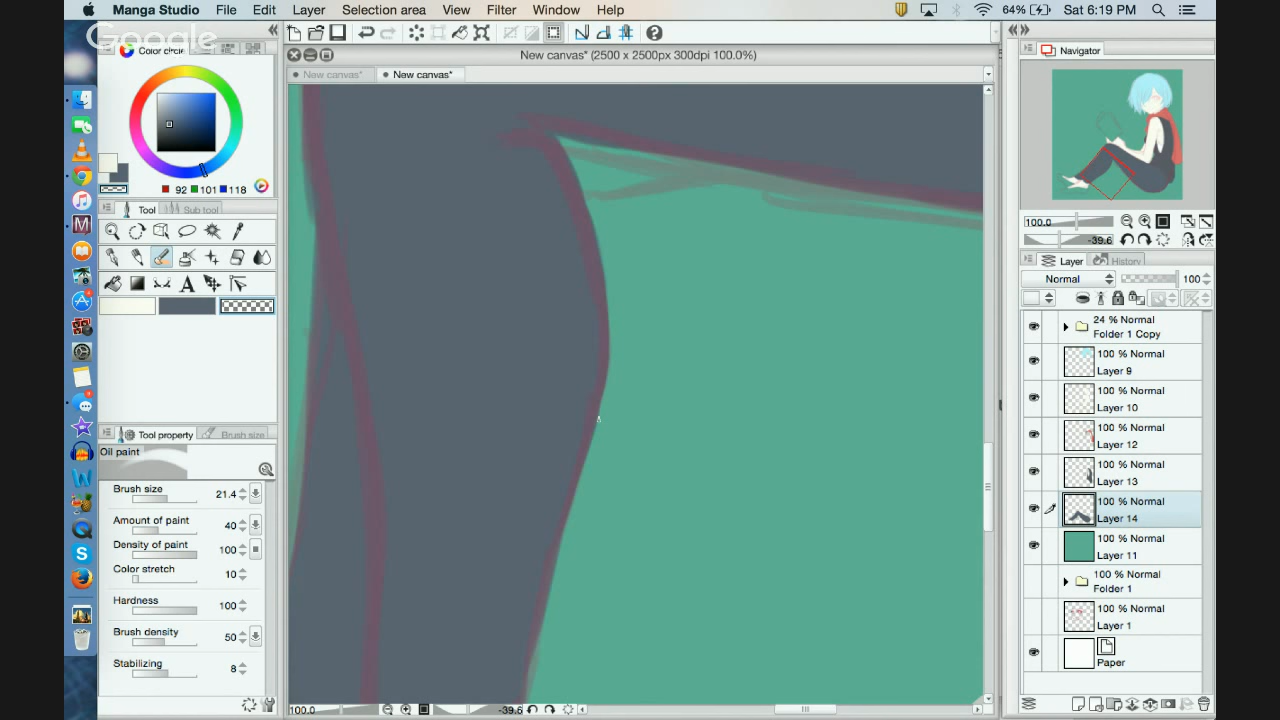 Manga Studio File Edit Layer Selection area View Filter Window Help
64% Sat 6:19 PM
Google
Color circle
New canvas* (2500 x 2500px 300dpi 100.0%)
New canvas*
New canvas*
Navigator
92 101 118
Tool
Sub tool
100.0
-39.6
Layer
History
Normal
100
24 % Normal
Folder 1 Copy
100 % Normal
Layer 9
100 % Normal
Layer 10
100 % Normal
Layer 12
100 % Normal
Layer 13
100 % Normal
Layer 14
100 % Normal
Layer 11
100 % Normal
Folder 1
100 % Normal
Layer 1
Paper
Tool property
Brush size
Oil paint
Brush size 21.4
Amount of paint 40
Density of paint 100
Color stretch 10
Hardness 100
Brush density 50
Stabilizing 8
100.0
-39.6